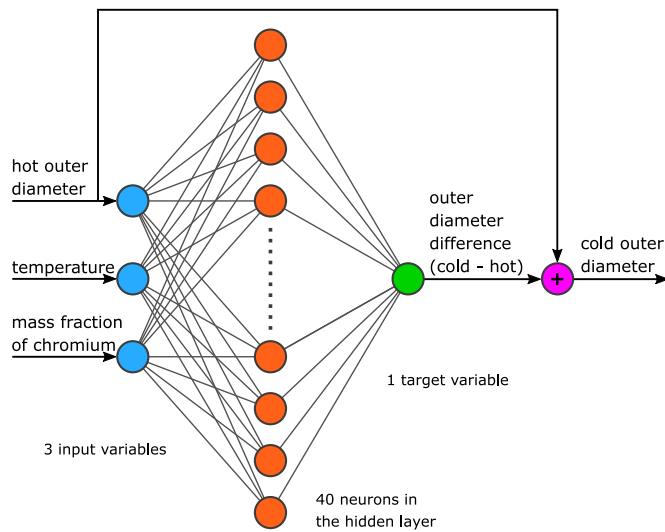 hot outer
diameter
temperature
mass fraction
of chromium
3 input variables
40 neurons in
the hidden layer
outer
diameter
difference
(cold - hot)
1 target variable
+
cold outer
diameter